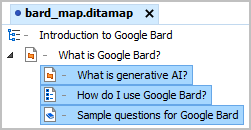 bard_map.ditamap
Introduction to Google Bard
What is Google Bard?
What is generative AI?
How do I use Google Bard?
Sample questions for Google Bard